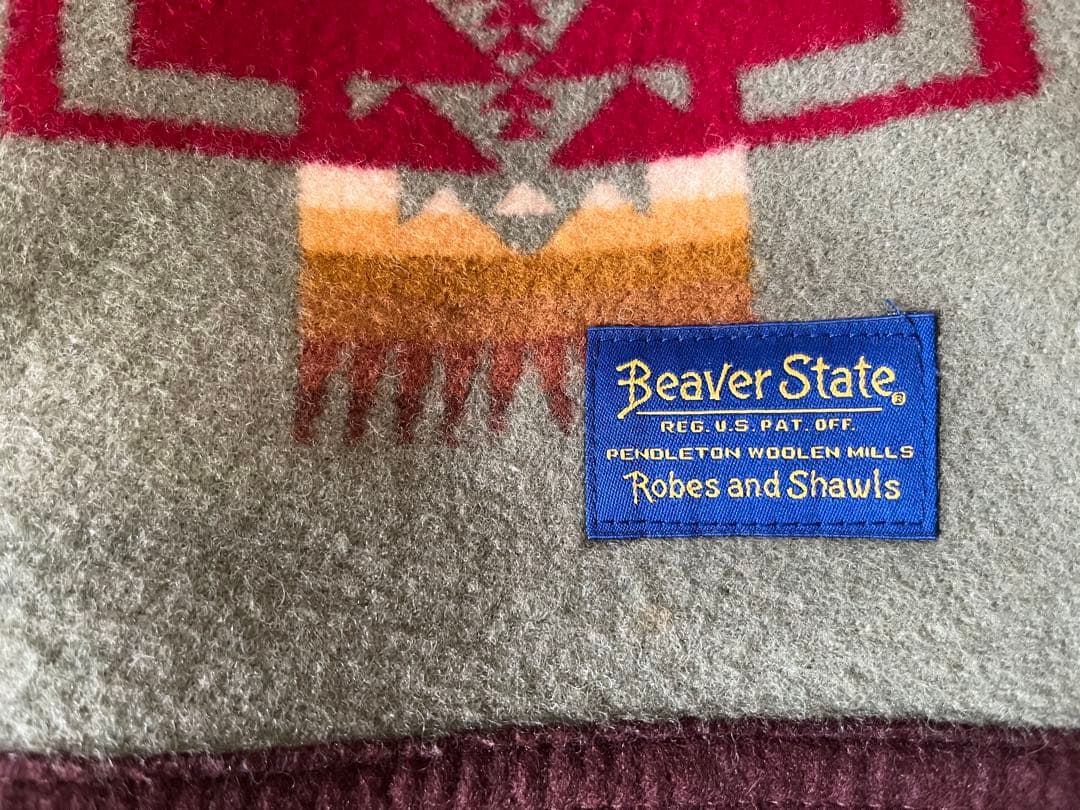 Beaver State®
REG. U.S. PAT. OFF.
PENDLETON WOOLEN MILLS
Robes and Shawls